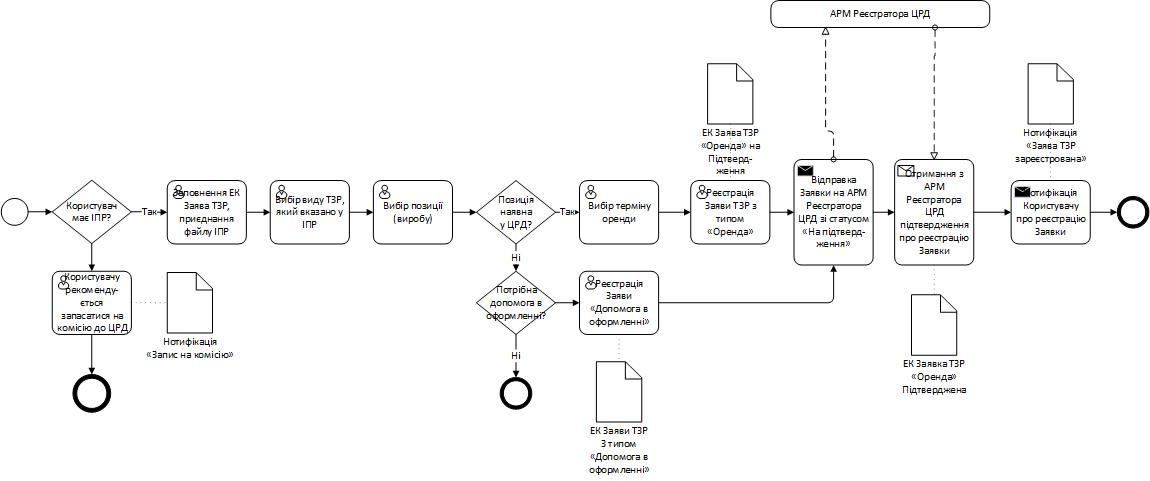 АРМ Реєстратора ЦРД
ЕК Заява ТЗР
«Оренда» на
Підтверд-
ження
Нотифікація
«Заява ТЗР
зареєстрована»
Користувач
має ІПР?
Так
Заповнення ЕК
Заява ТЗР,
приєднання
файлу ІПР
Вибір виду ТЗР,
який вказано у
ІПР
Вибір позиції
(виробу)
Позиція
наявна
у ЦРД?
Так
Вибір терміну
оренди
Реєстрація
Заяви ТЗР з
типом
«Оренда»
Відправка
Заявки на АРМ
Реєстратора
ЦРД зі статусом
«На підтверд-
ження»
Отримання з
АРМ
Реєстратора
ЦРД
підтвердження
про реєстрацію
Заявки
Нотифікація
Користувачу
про реєстрацію
Заявки
Ні
Користувачу
рекоменду-
ється
запасатися на
комісію до ЦРД
Нотифікація
«Запис на комісію»
Потрібна
допомога в
оформленні?
Ні
Реєстрація
Заяви
«Допомога в
оформленні»
ЕК Заявка ТЗР
«Оренда»
Підтверджена
ЕК Заяви ТЗР
З типом
«Допомога в
оформленні»